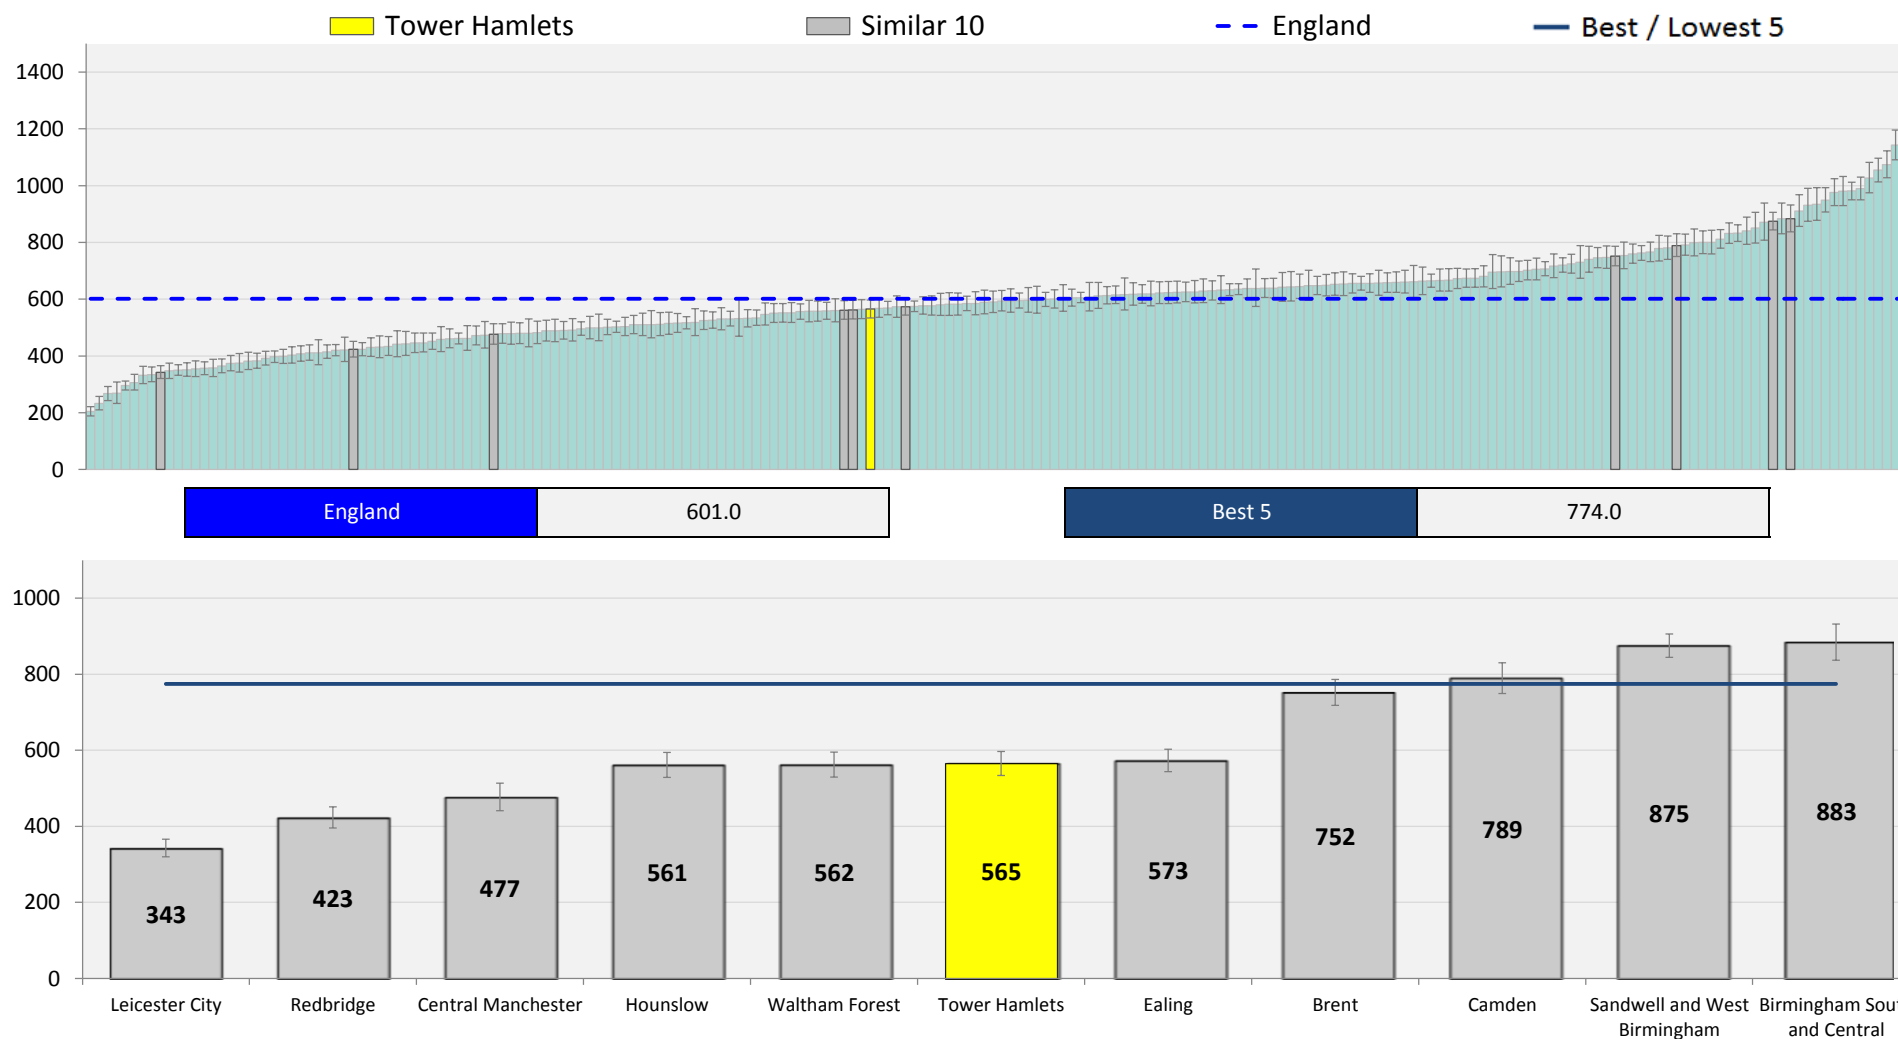 Tower Hamlets Similar 10 England Best / Lowest 5
1400
1200
1000
800
600
400
200
0
England 601.0 Best 5 774.0
1000
800
600
400
200
0
343 423 477 561 562 565 573 752 789 875 883
Leicester City Redbridge Central Manchester Hounslow Waltham Forest Tower Hamlets Ealing Brent Camden Sandwell and West Birmingham Sout
Birmingham and Central